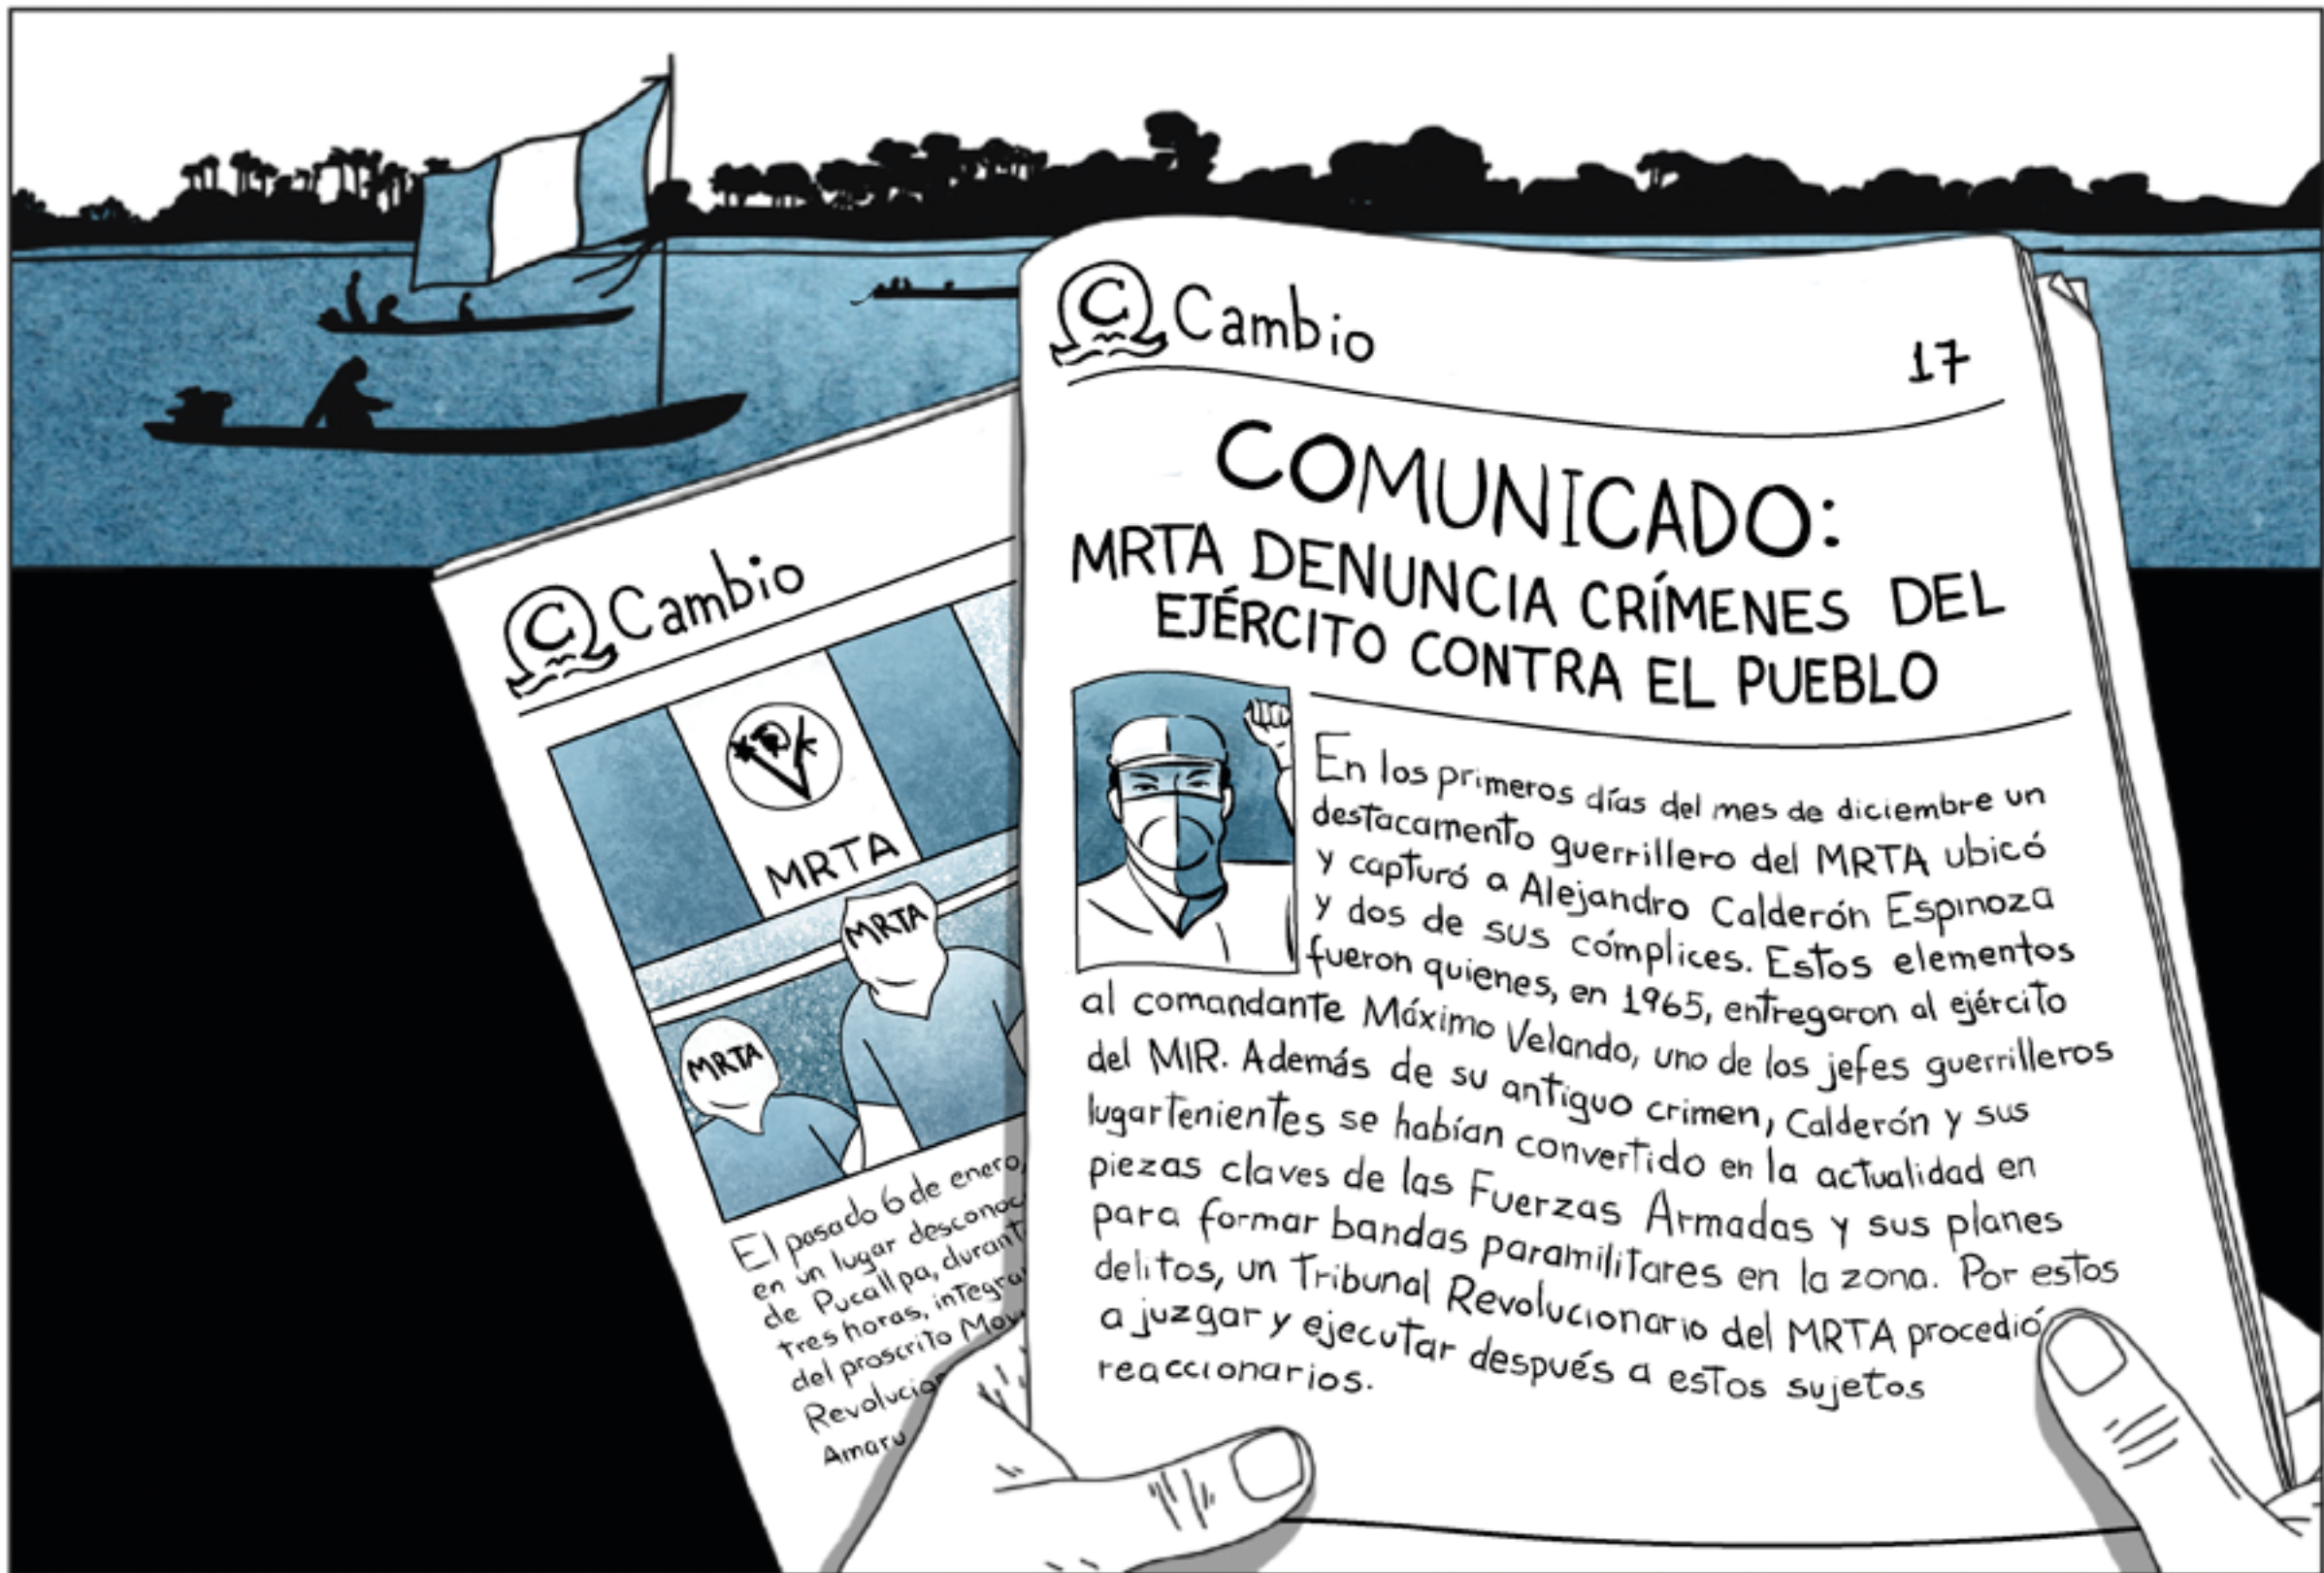 C Cambio
MRTA
MRTA
MRTA
El pasado 6 de enero,
en un lugar desconoc
de Pucallpa, durant
tres horas, integra
del proscrito Mov
Revolucio
Amaru
C Cambio
17
COMUNICADO:
MRTA DENUNCIA CRÍMENES DEL
EJÉRCITO CONTRA EL PUEBLO
En los primeros días del mes de diciembre un
destacamento guerrillero del MRTA ubicó
y capturó a Alejandro Calderón Espinoza
y dos de sus cómplices. Estos elementos
fueron quienes, en 1965, entregaron al ejército
al comandante Máximo Velando, uno de los jefes guerrilleros
del MIR. Además de su antiguo crimen, Calderón y sus
lugartenientes se habían convertido en la actualidad en
piezas claves de las Fuerzas Armadas y sus planes
para formar bandas paramilitares en la zona. Por estos
delitos, un Tribunal Revolucionario del MRTA procedió
a juzgar y ejecutar después a estos sujetos
reaccionarios.